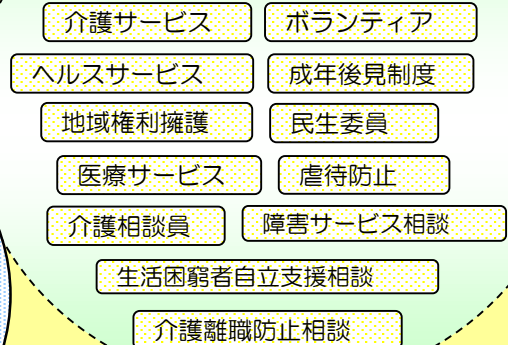 介護サービス
ボランティア
ヘルスサービス
成年後見制度
地域権利擁護
民生委員
医療サービス
虐待防止
介護相談員
障害サービス相談
生活困窮者自立支援相談
介護離職防止相談